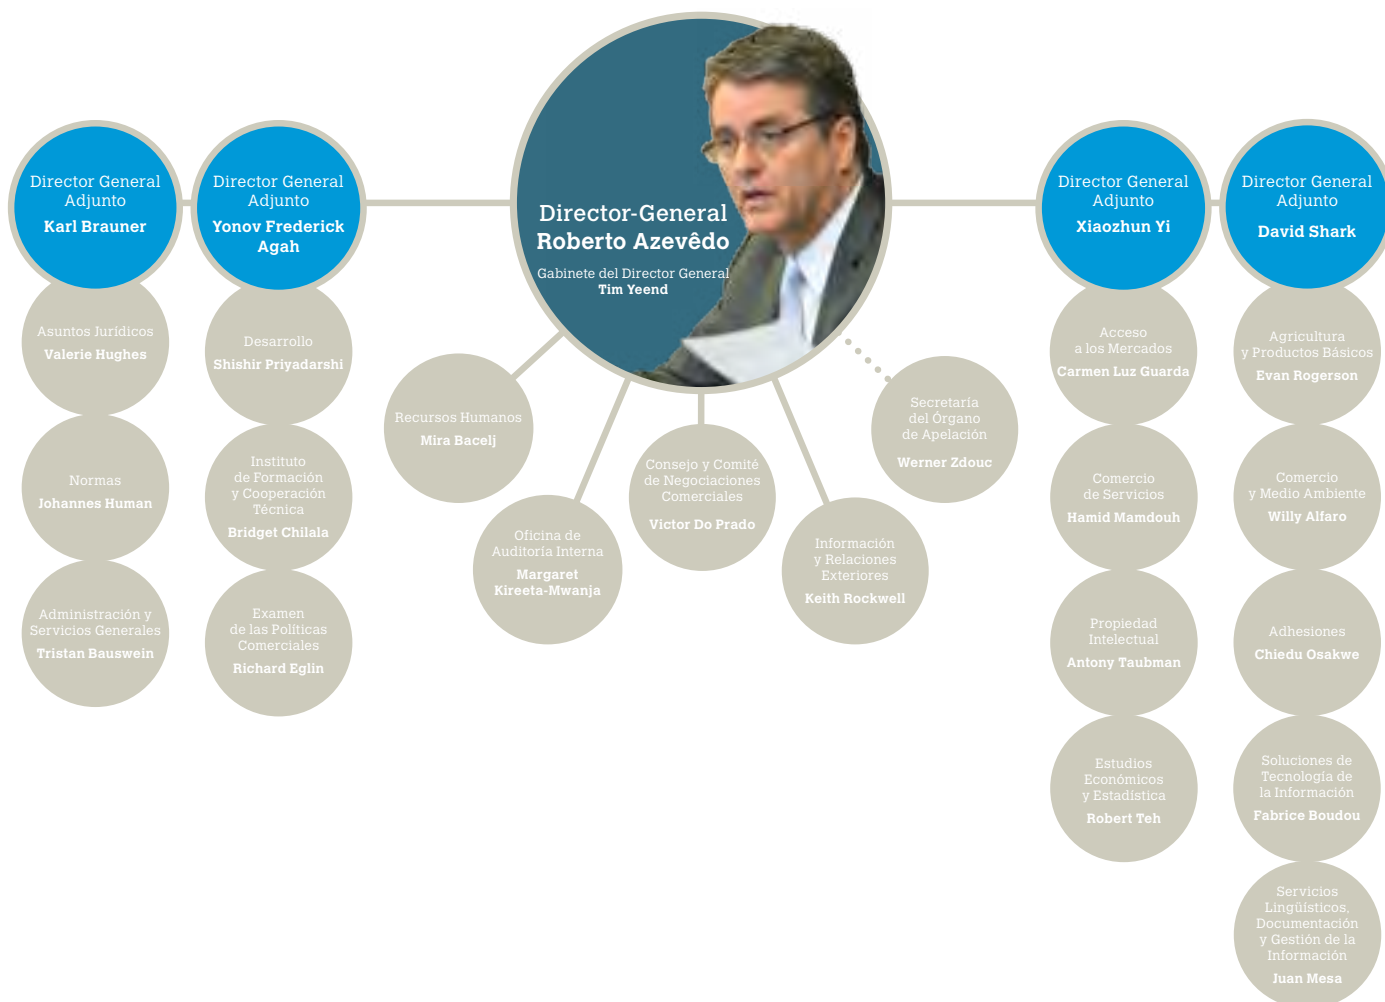 Director General
Adjunto
Karl Brauner
Asuntos Jurídicos
Valerie Hughes
Normas
Johannes Human
Administración y
Servicios Generales
Tristan Bauswein
Director General
Adjunto
Yonov Frederick
Agah
Desarrollo
Shishir Priyadarshi
Instituto
de Formación
y Cooperación
Técnica
Bridget Chilala
Examen
de las Políticas
Comerciales
Richard Eglin
Director-General
Roberto Azevêdo
Gabinete del Director General
Tim Yeend
Recursos Humanos
Mira Bacelj
Oficina de
Auditoría Interna
Margaret
Kireeta-Mwanja
Consejo y Comité
de Negociaciones
Comerciales
Victor Do Prado
Información
y Relaciones
Exteriores
Keith Rockwell
Secretaría
del Órgano
de Apelación
Werner Zdouc
Director General
Adjunto
Xiaozhun Yi
Acceso
a los Mercados
Carmen Luz Guarda
Comercio
de Servicios
Hamid Mamdouh
Propiedad
Intelectual
Antony Taubman
Estudios
Económicos
y Estadística
Robert Teh
Director General
Adjunto
David Shark
Agricultura
y Productos Básicos
Evan Rogerson
Comercio
y Medio Ambiente
Willy Alfaro
Adhesiones
Chiedu Osakwe
Soluciones de
Tecnología de
la Información
Fabrice Boudou
Servicios
Lingüísticos,
Documentación
y Gestión de la
Información
Juan Mesa